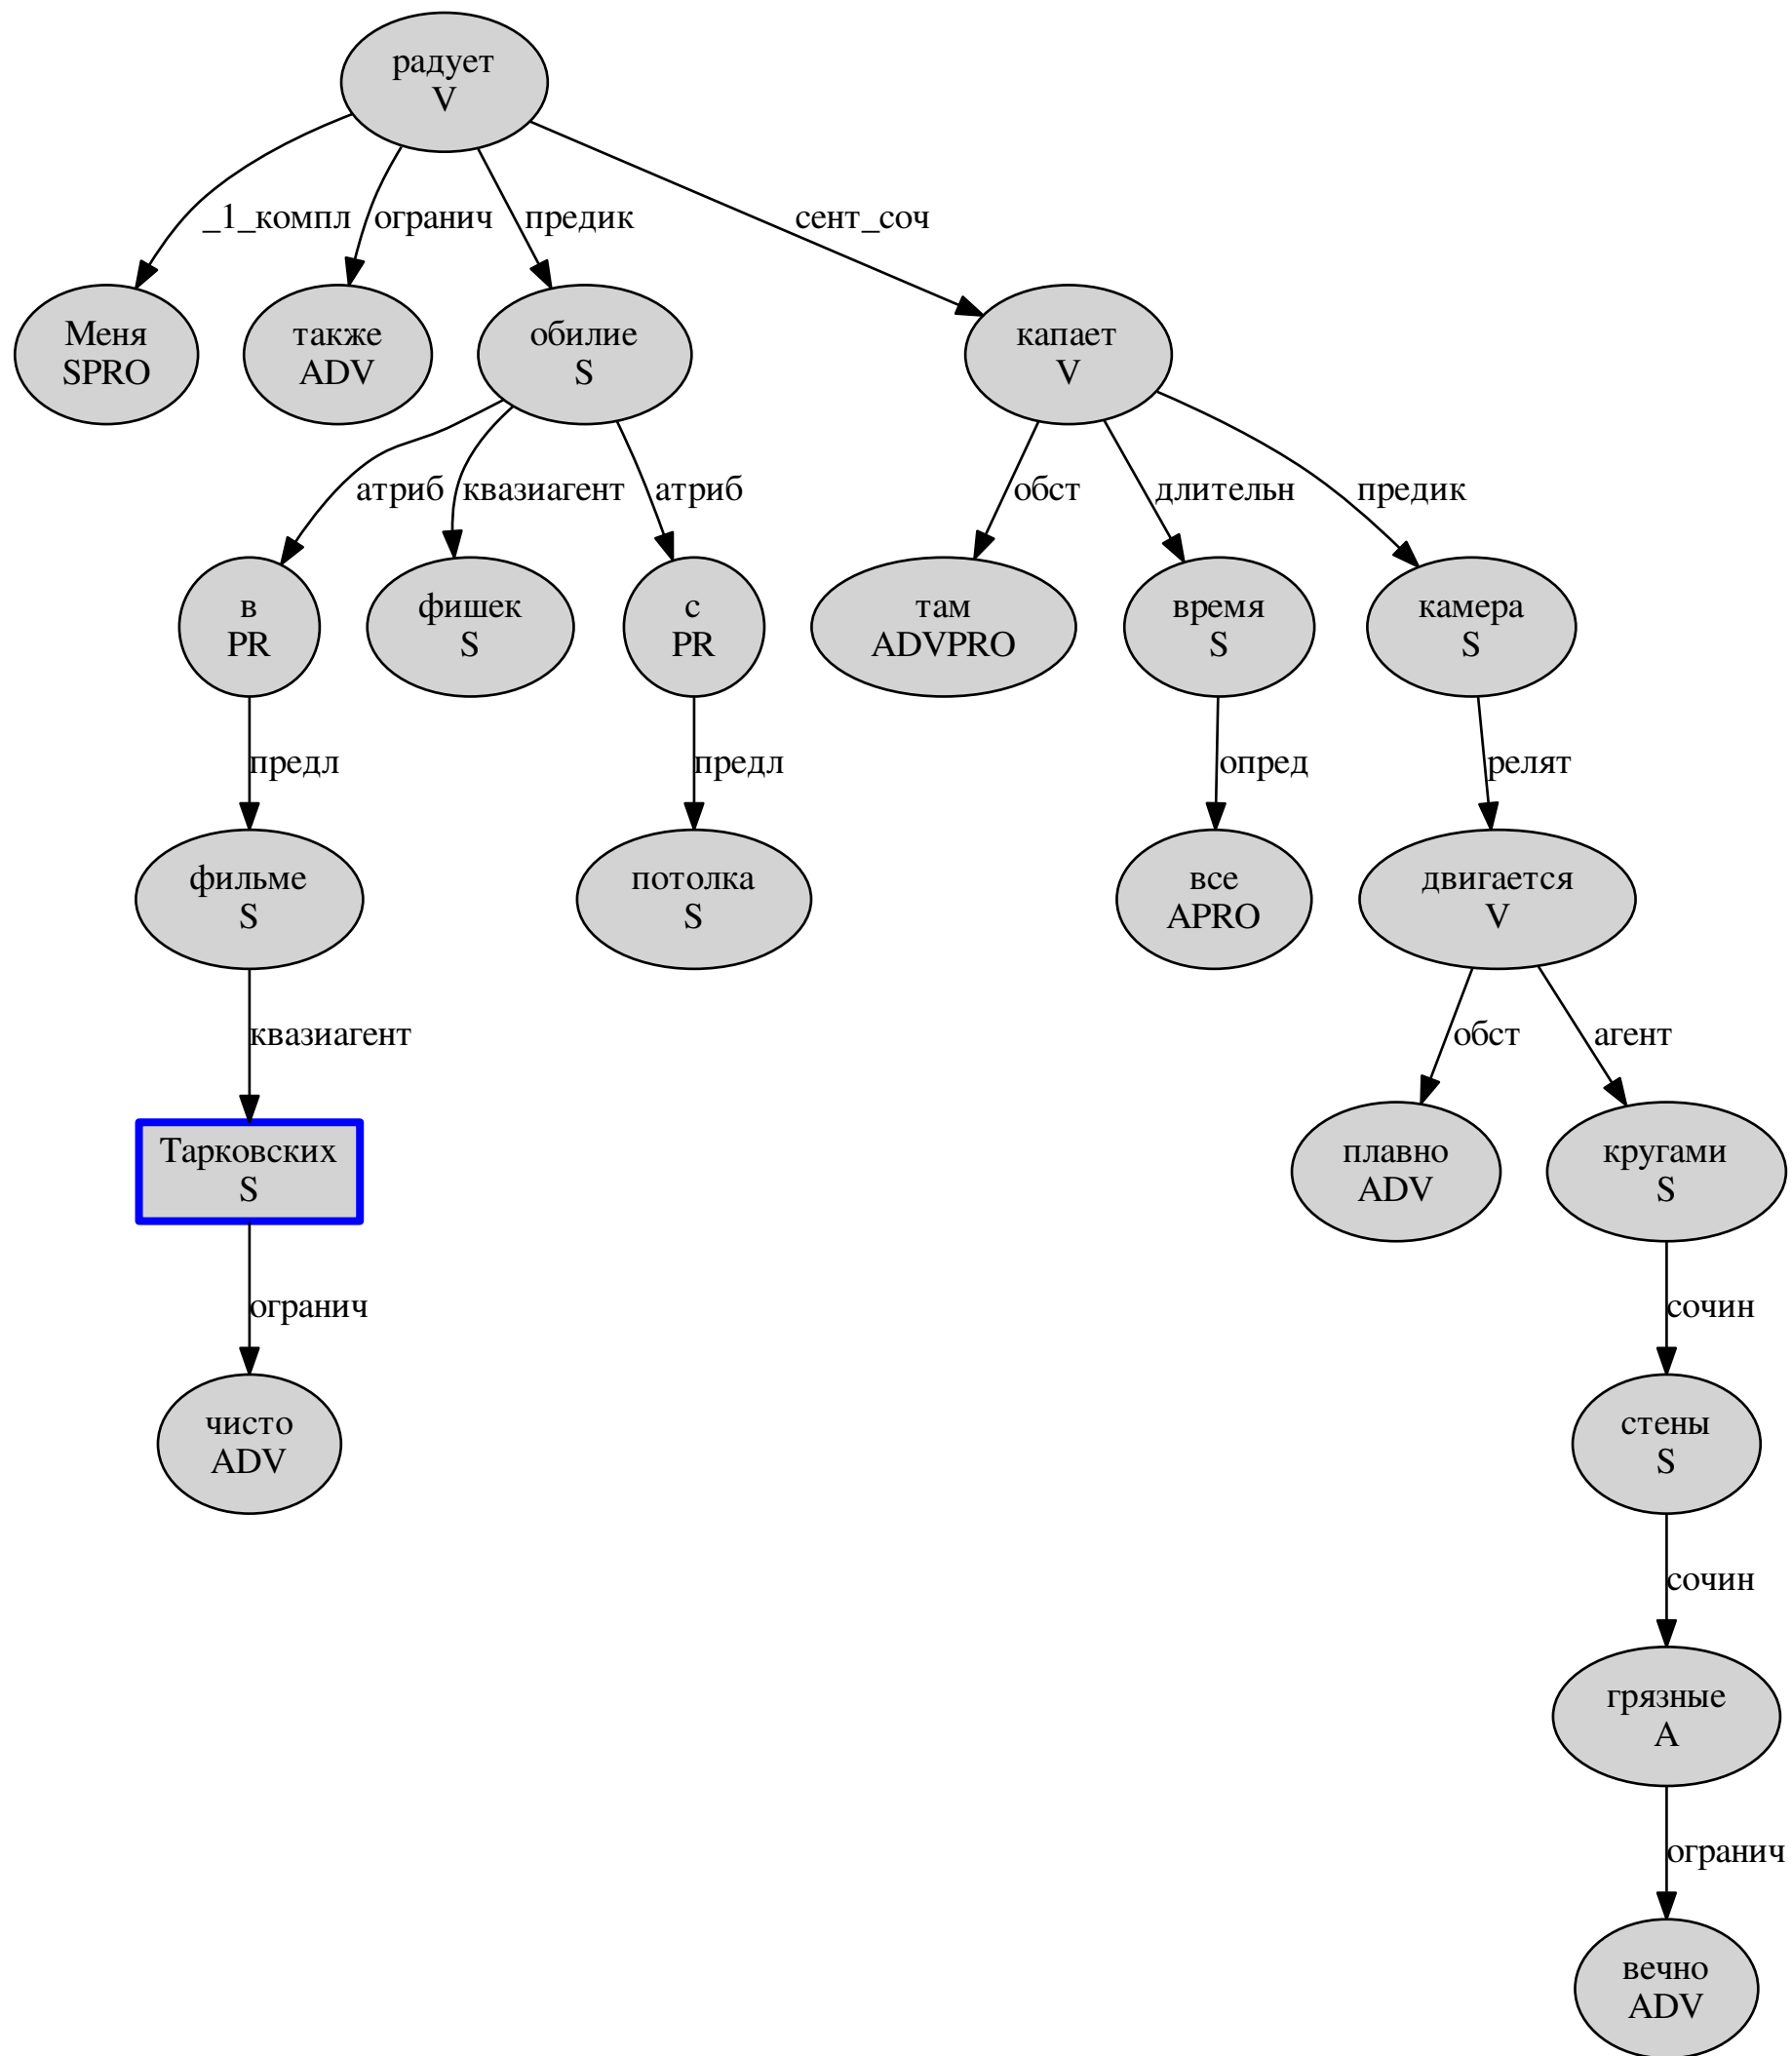 радует
V
_1_компл
огранич
предик
сент_соч
Меня
SPRO
также
ADV
обилие
S
капает
V
атриб
квазиагент
атриб
обст
длительн
предик
в
PR
фишек
S
с
PR
там
ADVPRO
время
S
камера
S
предл
предл
опред
релят
фильме
S
потолка
S
все
APRO
двигается
V
квазиагент
обст
агент
Тарковских
S
плавно
ADV
кругами
S
огранич
сочин
чисто
ADV
стены
S
сочин
грязные
A
огранич
вечно
ADV